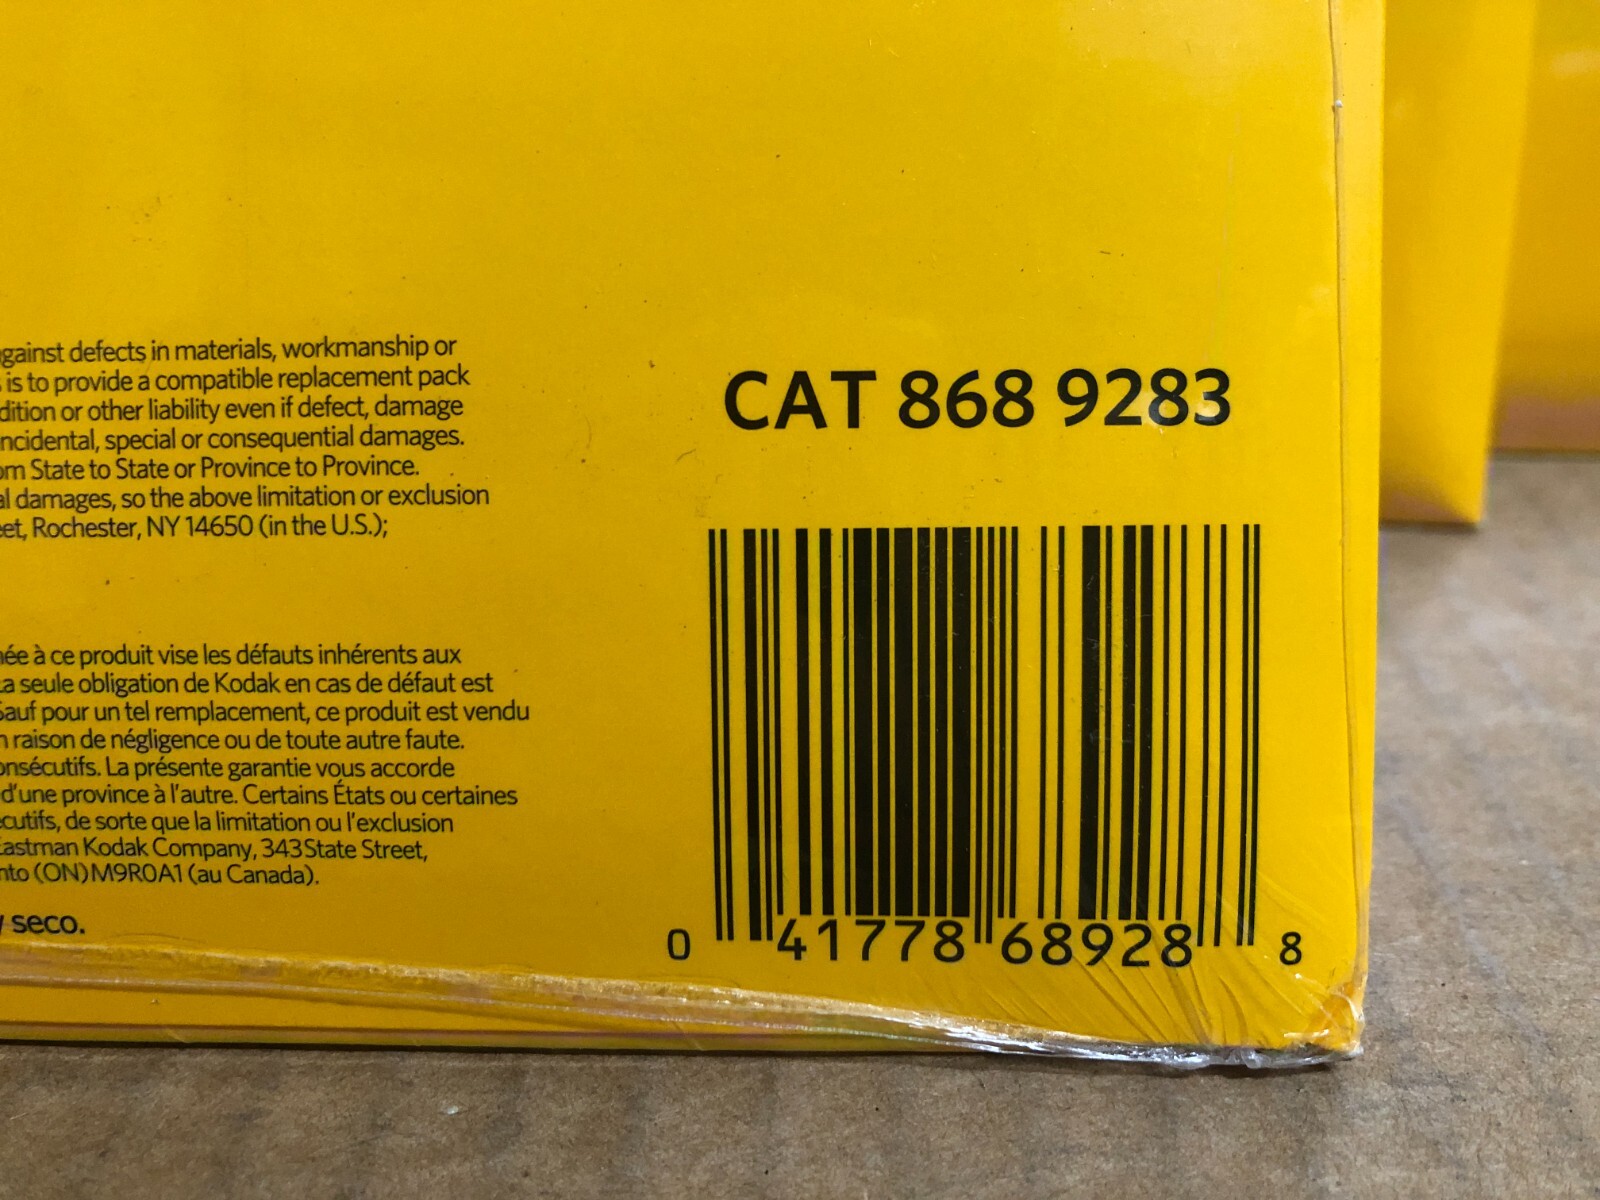 against defects in materials, workmanship or
is to provide a compatible replacement pack
dition or other liability even if defect, damage
incidental, special or consequential damages.
om State to State or Province to Province.
al damages, so the above limitation or exclusion
eet, Rochester, NY 14650 (in the U.S.);
née à ce produit vise les défauts inhérents aux
La seule obligation de Kodak en cas de défaut est
Sauf pour un tel remplacement, ce produit est vendu
n raison de négligence ou de toute autre faute.
onsécutifs. La présente garantie vous accorde
d'une province à l'autre. Certains États ou certaines
cutifs, de sorte que la limitation ou l'exclusion
Eastman Kodak Company, 343 State Street,
nto (ON) M9R0A1 (au Canada).
y seco.
CAT 868 9283
0 41778 68928 8